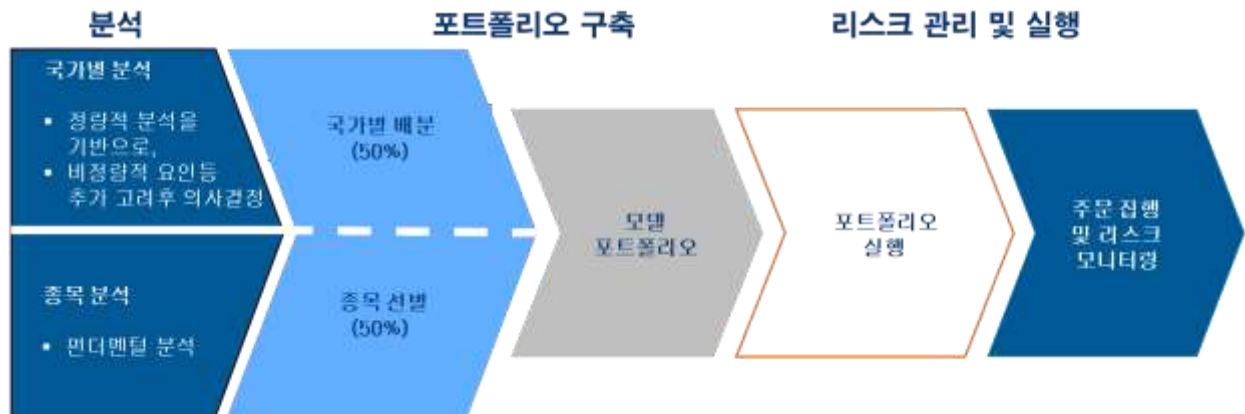 분석
포트폴리오 구축
리스크 관리 및 실행
국가별 분석
▪ 정량적 분석을
기반으로,
▪ 비정량적 요인등
추가 고려후 의사결정
종목 분석
▪ 펀더멘털 분석
국가별 배분
(50%)
종목 선별
(50%)
모델
포트폴리오
포트폴리오
실행
주문 집행
및 리스크
모니터링